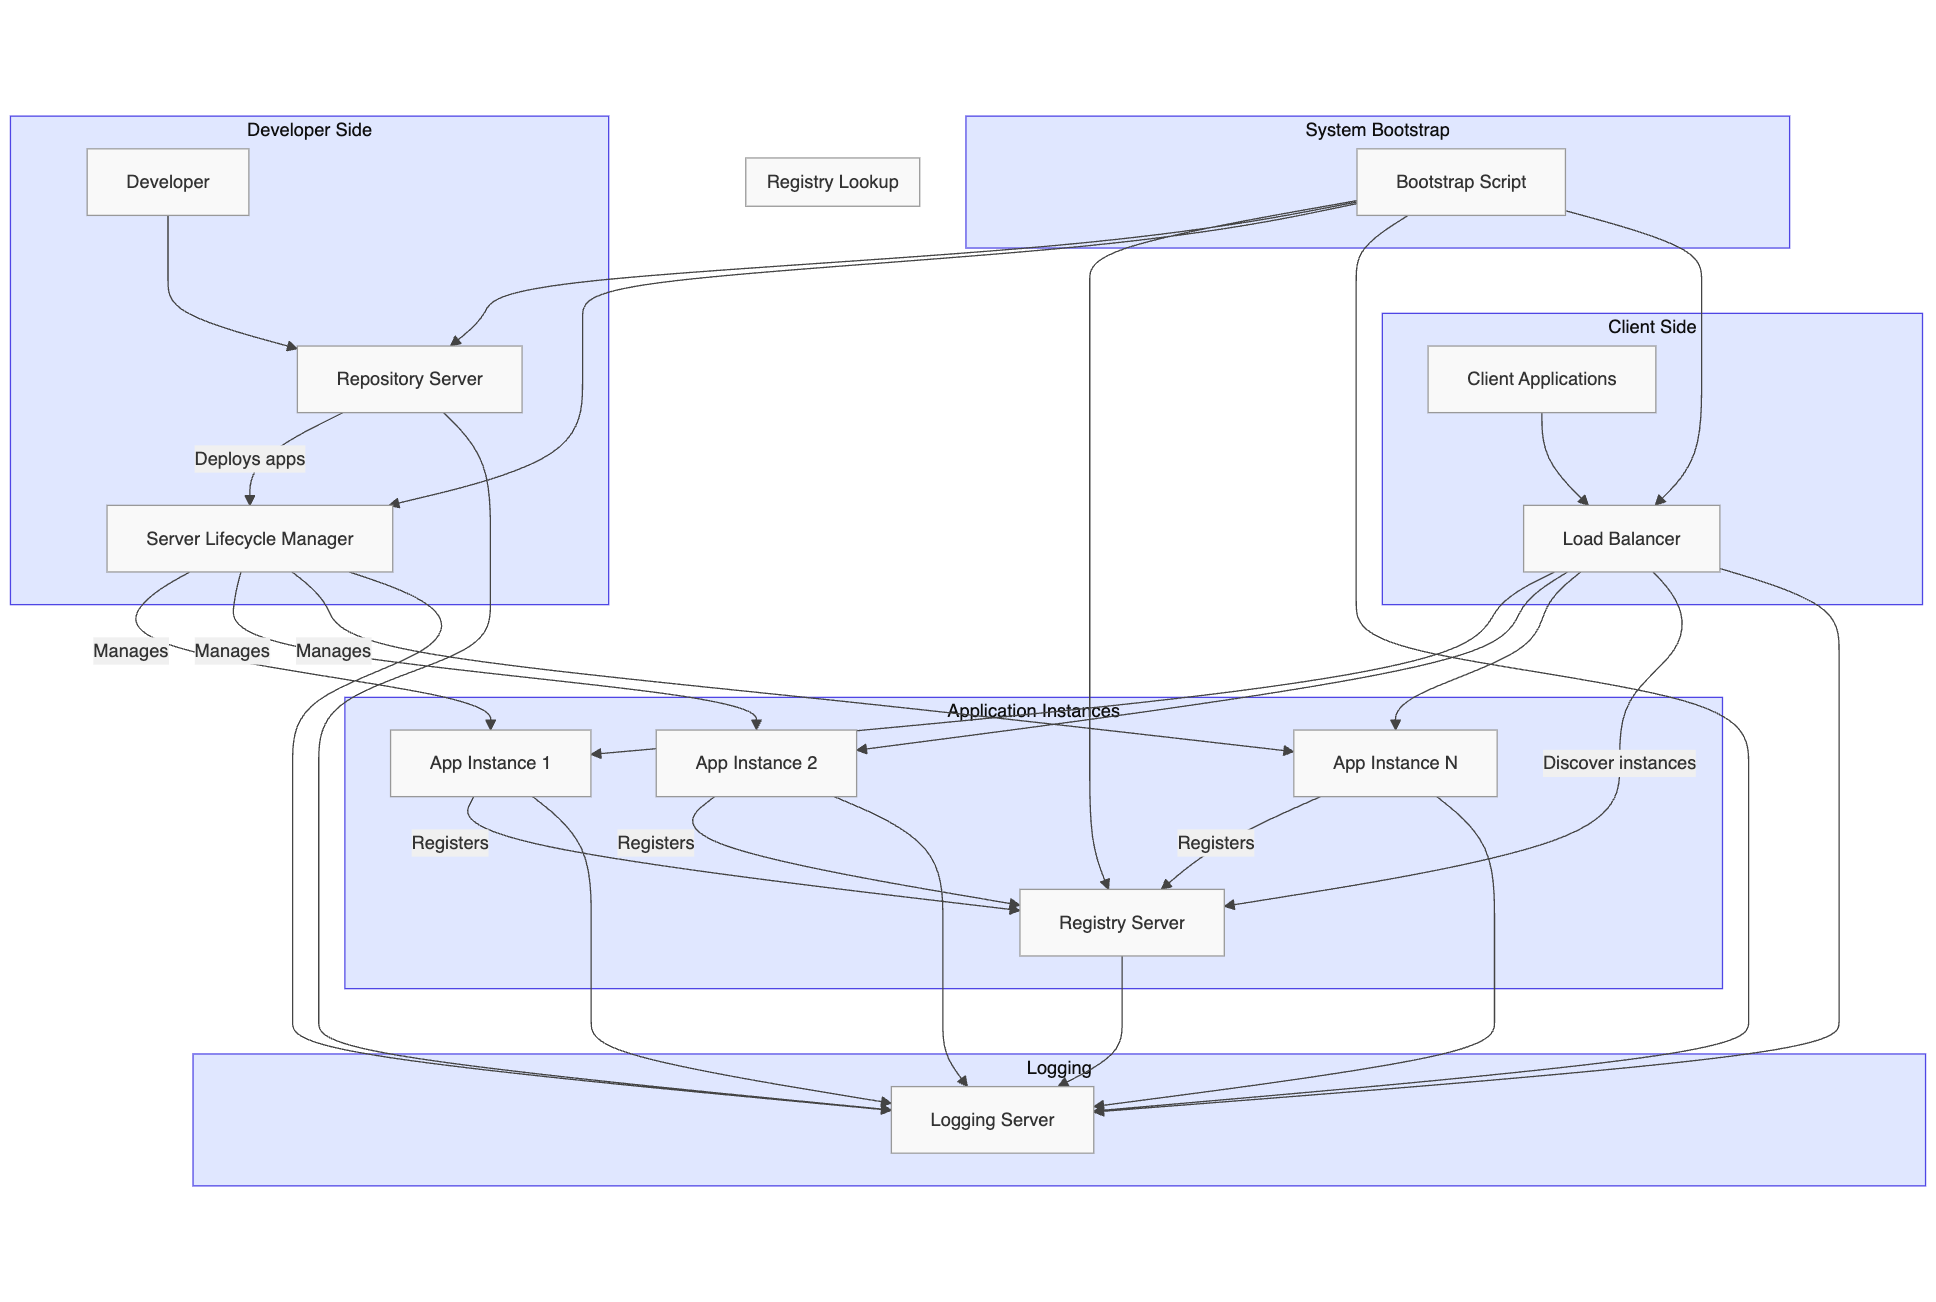 Developer Side
System Bootstrap
Developer
Registry Lookup
Bootstrap Script
Client Side
Repository Server
Client Applications
Deploys apps
Server Lifecycle Manager
Load Balancer
Manages
Manages
Manages
Application Instances
App Instance 1
App Instance 2
App Instance N
Discover instances
Registers
Registers
Registers
Registry Server
Logging
Logging Server